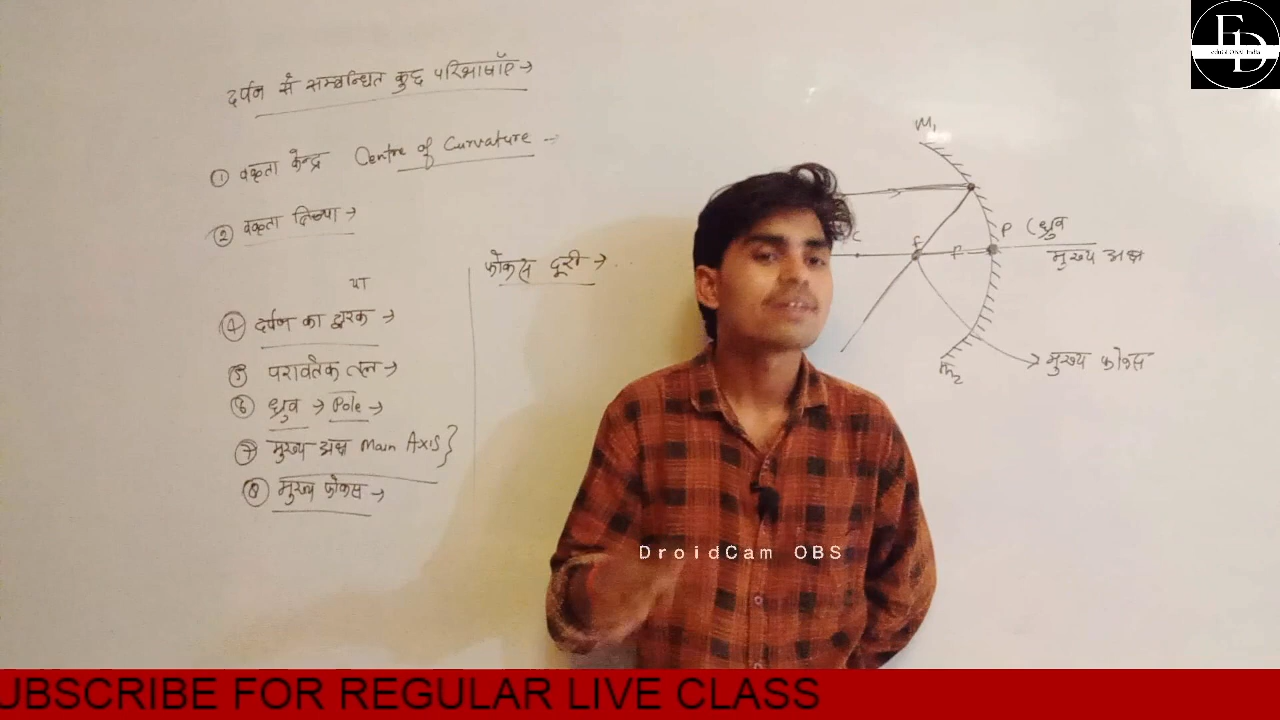 दर्पण से सम्बन्धित कुछ परिभाषाएँ →
① वक्रता केन्द्र Centre of Curvature →
② वक्रता त्रिज्या →
फोकस दूरी →
या
④ दर्पण का द्वारक →
⑤ परावर्तक तल →
⑥ ध्रुव → Pole →
⑦ मुख्य अक्ष Main Axis }
⑧ मुख्य फोकस →
M₁
P (ध्रुव
C F f
मुख्य अक्ष
M₂
→ मुख्य फोकस
DroidCam OBS
ED
UBSCRIBE FOR REGULAR LIVE CLASS